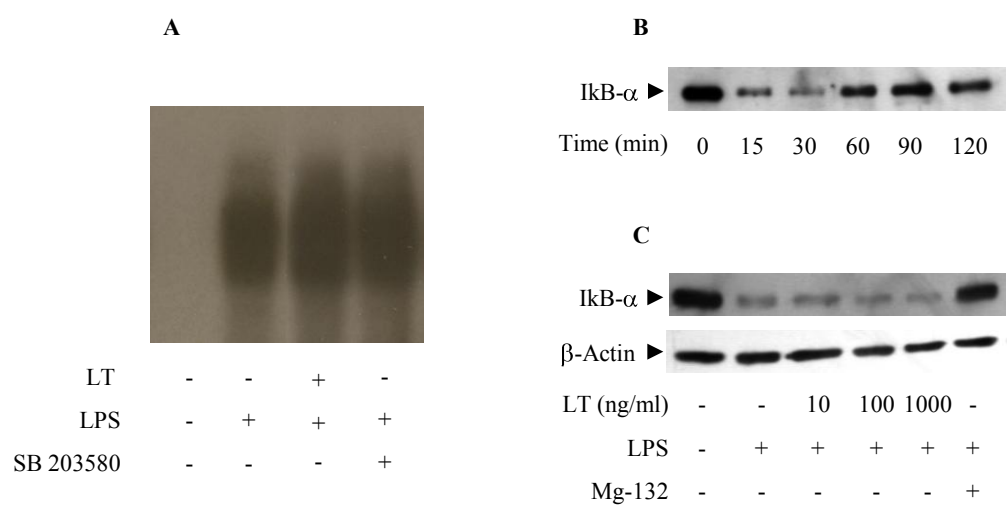 A
LT - - + -
LPS - + + +
SB 203580 - - - +
B
IkB-α ►
Time (min) 0 15 30 60 90 120
C
IkB-α ►
β-Actin ►
LT (ng/ml) - - 10 100 1000 -
LPS - + + + + +
Mg-132 - - - - - +